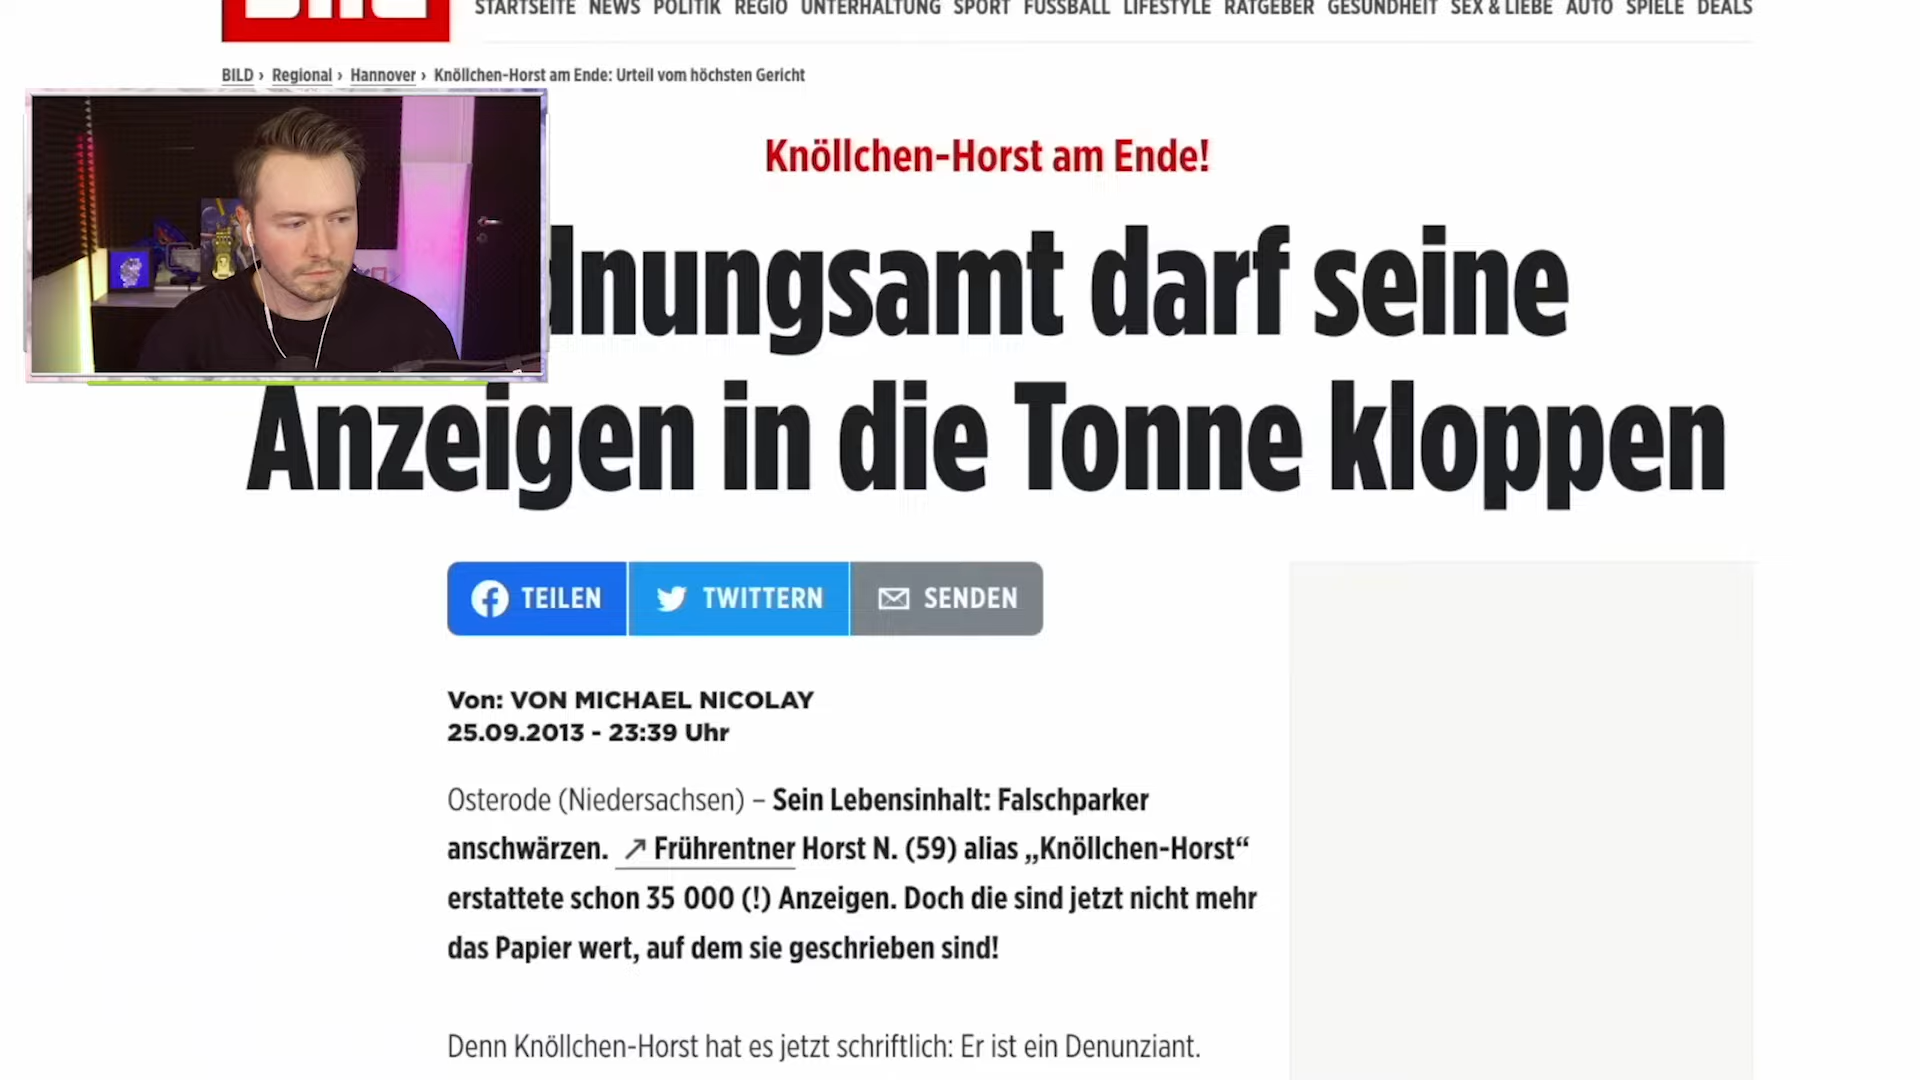 STARTSEITE NEWS POLITIK REGIO UNTERHALTUNG SPORT FUSSBALL LIFESTYLE RATGEBER GESUNDHEIT SEX & LIEBE AUTO SPIELE DEALS
BILD › Regional › Hannover › Knöllchen-Horst am Ende: Urteil vom höchsten Gericht
Knöllchen-Horst am Ende!
dnungsamt darf seine
Anzeigen in die Tonne kloppen
TEILEN TWITTERN SENDEN
Von: VON MICHAEL NICOLAY
25.09.2013 - 23:39 Uhr
Osterode (Niedersachsen) – Sein Lebensinhalt: Falschparker
anschwärzen. ↗ Frührentner Horst N. (59) alias „Knöllchen-Horst“
erstattete schon 35 000 (!) Anzeigen. Doch die sind jetzt nicht mehr
das Papier wert, auf dem sie geschrieben sind!
Denn Knöllchen-Horst hat es jetzt schriftlich: Er ist ein Denunziant.